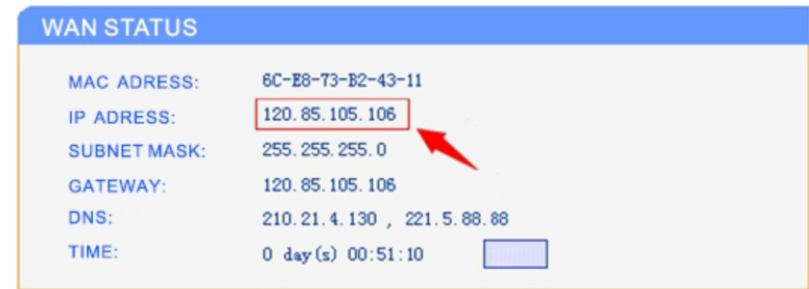 WAN STATUS
MAC ADRESS: 6C-E8-73-B2-43-11
IP ADRESS: 120.85.105.106
SUBNET MASK: 255.255.255.0
GATEWAY: 120.85.105.106
DNS: 210.21.4.130 , 221.5.88.88
TIME: 0 day(s) 00:51:10